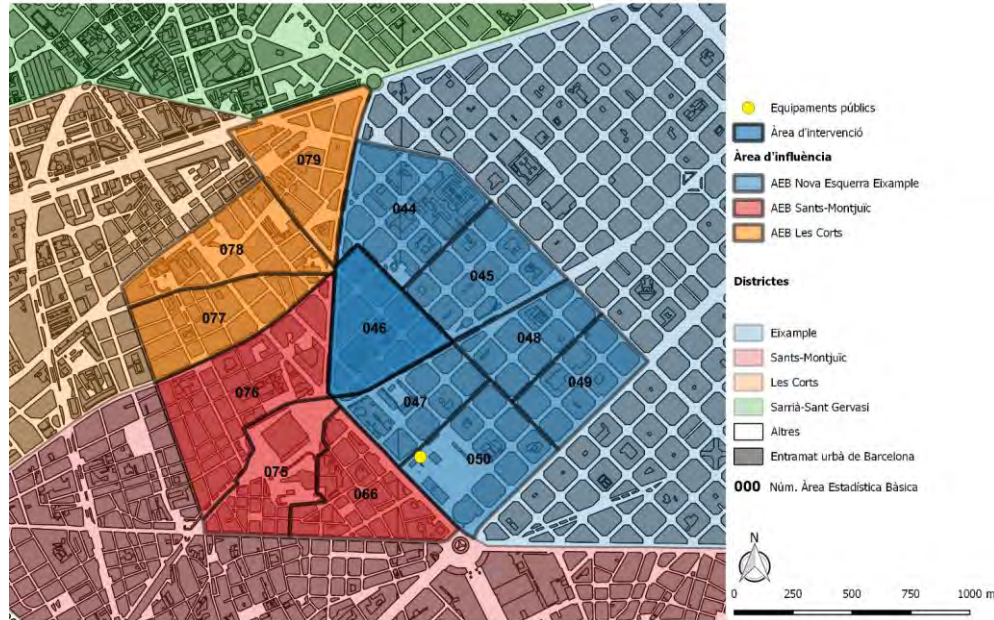 079
044
078
045
077
046
048
076
047
049
050
075
066
Equipaments públics
Àrea d'intervenció
Àrea d'influència
AEB Nova Esquerra Eixample
AEB Sants-Montjuïc
AEB Les Corts
Districtes
Eixample
Sants-Montjuïc
Les Corts
Sarrià-Sant Gervasi
Altres
Entramat urbà de Barcelona
000 Núm. Àrea Estadística Bàsica
N
0 250 500 750 1000 m